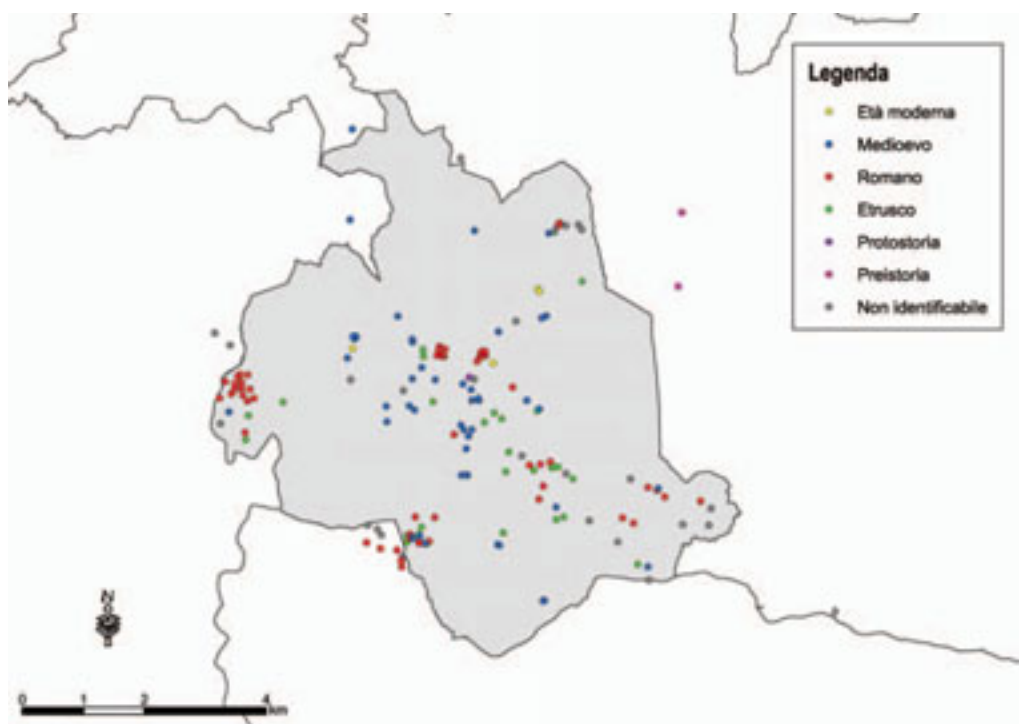 Legenda
Età moderna
Medioevo
Romano
Etrusco
Protostoria
Preistoria
Non identificabile
N
0 1 2 4
km